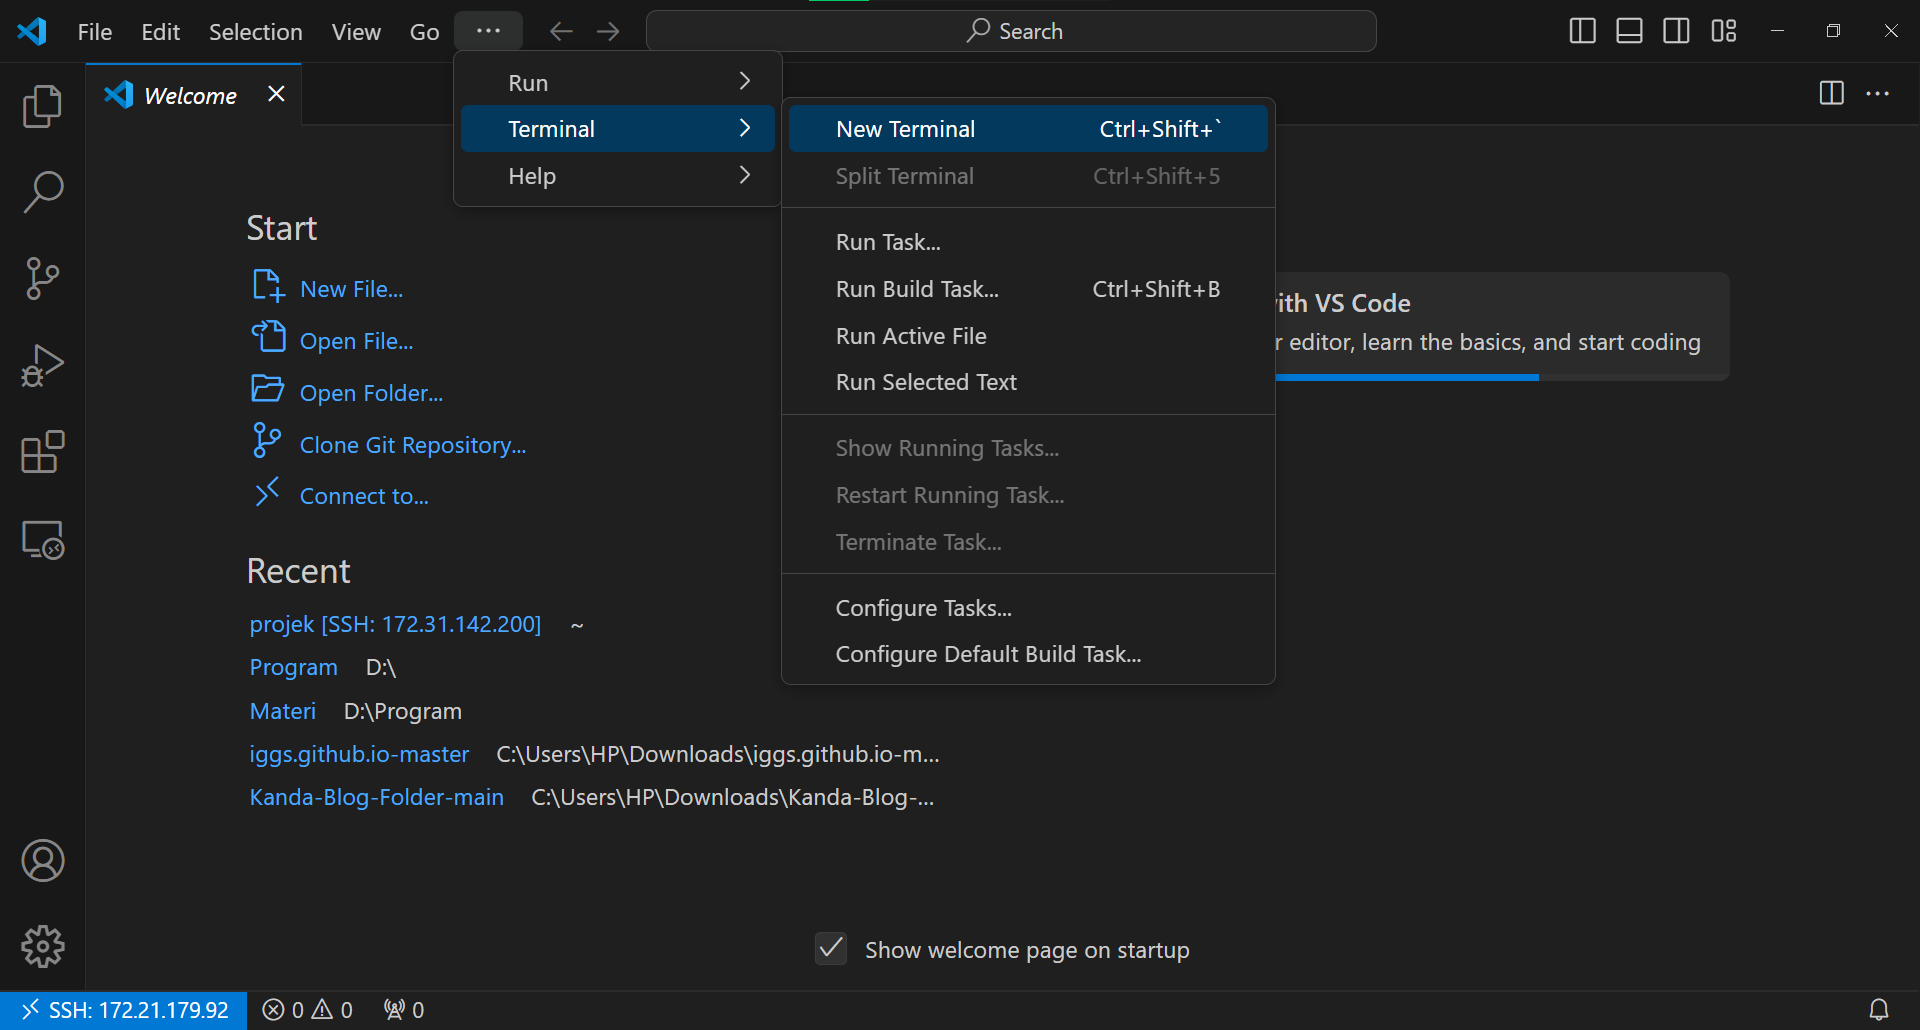 File Edit Selection View Go ··· Search
Welcome
Run
Terminal
Help
New Terminal Ctrl+Shift+`
Split Terminal Ctrl+Shift+5
Run Task...
Run Build Task... Ctrl+Shift+B
Run Active File
Run Selected Text
Show Running Tasks...
Restart Running Task...
Terminate Task...
Configure Tasks...
Configure Default Build Task...
Start
New File...
Open File...
Open Folder...
Clone Git Repository...
Connect to...
ith VS Code
r editor, learn the basics, and start coding
Recent
projek [SSH: 172.31.142.200] ~
Program D:\
Materi D:\Program
iggs.github.io-master C:\Users\HP\Downloads\iggs.github.io-m...
Kanda-Blog-Folder-main C:\Users\HP\Downloads\Kanda-Blog-...
Show welcome page on startup
SSH: 172.21.179.92 0 0 0